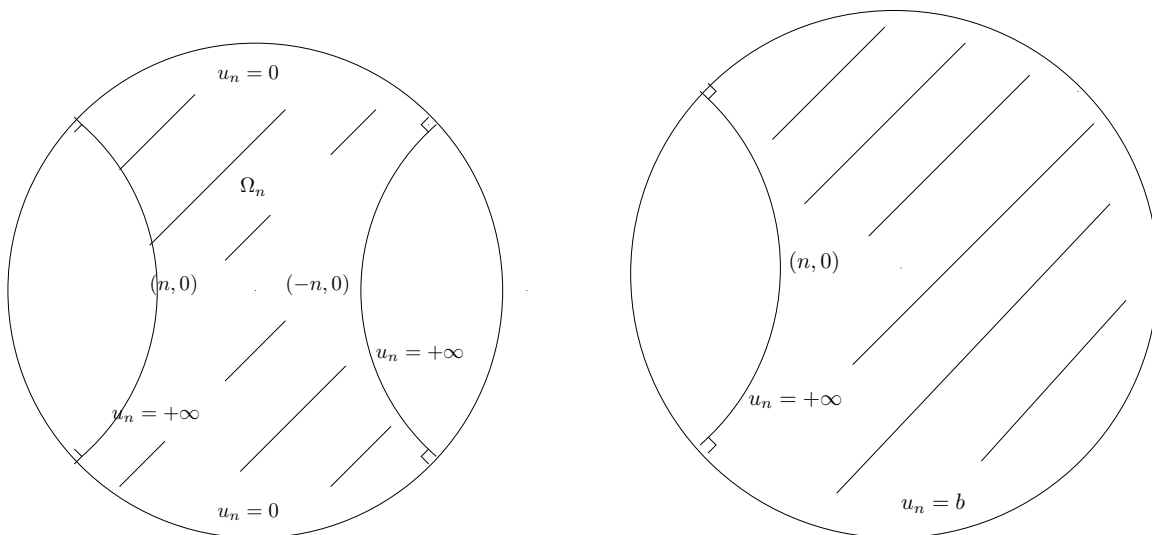 u_n = 0
Ω_n
(n, 0)
(−n, 0)
u_n = +∞
u_n = +∞
u_n = 0
(n, 0)
u_n = +∞
u_n = b